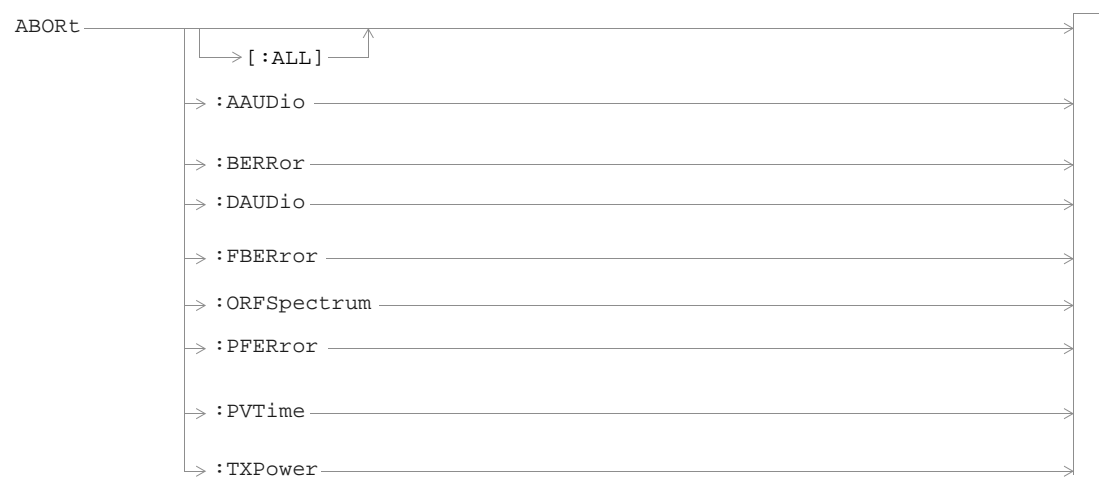 ABORt
[:ALL]
:AAUDio
:BERRor
:DAUDio
:FBERror
:ORFSpectrum
:PFERror
:PVTime
:TXPower